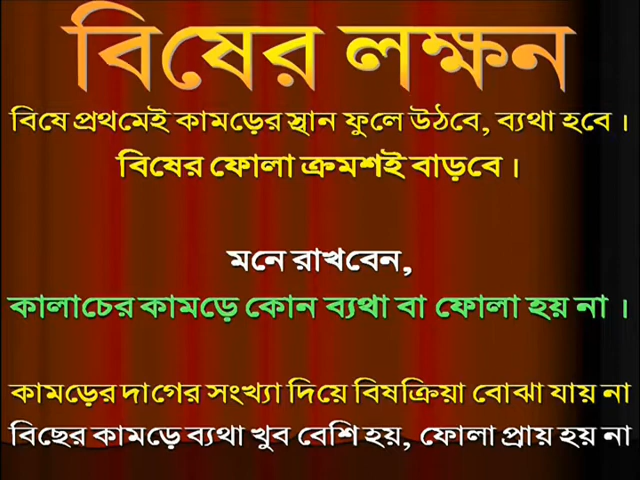 বিষের লক্ষন
বিষে প্রথমেই কামড়ের স্থান ফুলে উঠবে, ব্যথা হবে ।
বিষের ফোলা ক্রমশই বাড়বে ।
মনে রাখবেন,
কালাচের কামড়ে কোন ব্যথা বা ফোলা হয় না ।
কামড়ের দাগের সংখ্যা দিয়ে বিষক্রিয়া বোঝা যায় না
বিছের কামড়ে ব্যথা খুব বেশি হয়, ফোলা প্রায় হয় না